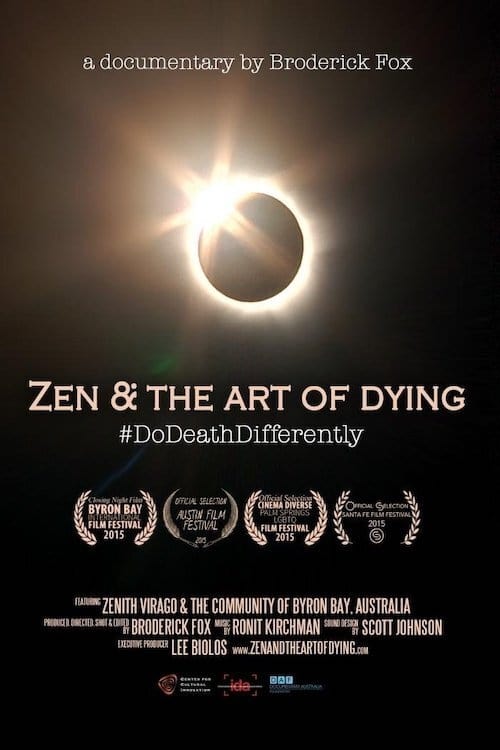 a documentary by Broderick Fox
ZEN & THE ART OF DYING
#DoDeathDifferently
Closing Night Film
BYRON BAY
INTERNATIONAL
FILM FESTIVAL
2015
OFFICIAL SELECTION
AUSTIN FILM
FESTIVAL
2015
Official Selection
CINEMA DIVERSE
PALM SPRINGS
LGBTQ
FILM FESTIVAL
2015
OFFICIAL SELECTION
SANTA FE FILM FESTIVAL
2015
FEATURING ZENITH VIRAGO & THE COMMUNITY OF BYRON BAY, AUSTRALIA
PRODUCED, DIRECTED, SHOT & EDITED BY BRODERICK FOX MUSIC BY RONIT KIRCHMAN SOUND DESIGN BY SCOTT JOHNSON
EXECUTIVE PRODUCER LEE BIOLOS WWW.ZENANDTHEARTOFDYING.COM
CENTER FOR
CULTURAL
INNOVATION
ida
DAF
DOCUMENTARY AUSTRALIA
FOUNDATION